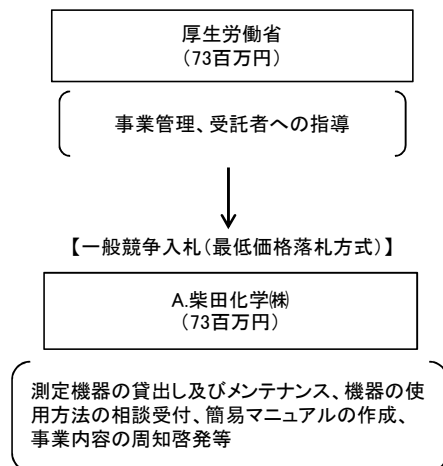 厚生労働省
（73百万円）
事業管理、受託者への指導
【一般競争入札（最低価格落札方式）】
A.柴田化学㈱
（73百万円）
測定機器の貸出し及びメンテナンス、機器の使
用方法の相談受付、簡易マニュアルの作成、
事業内容の周知啓発等